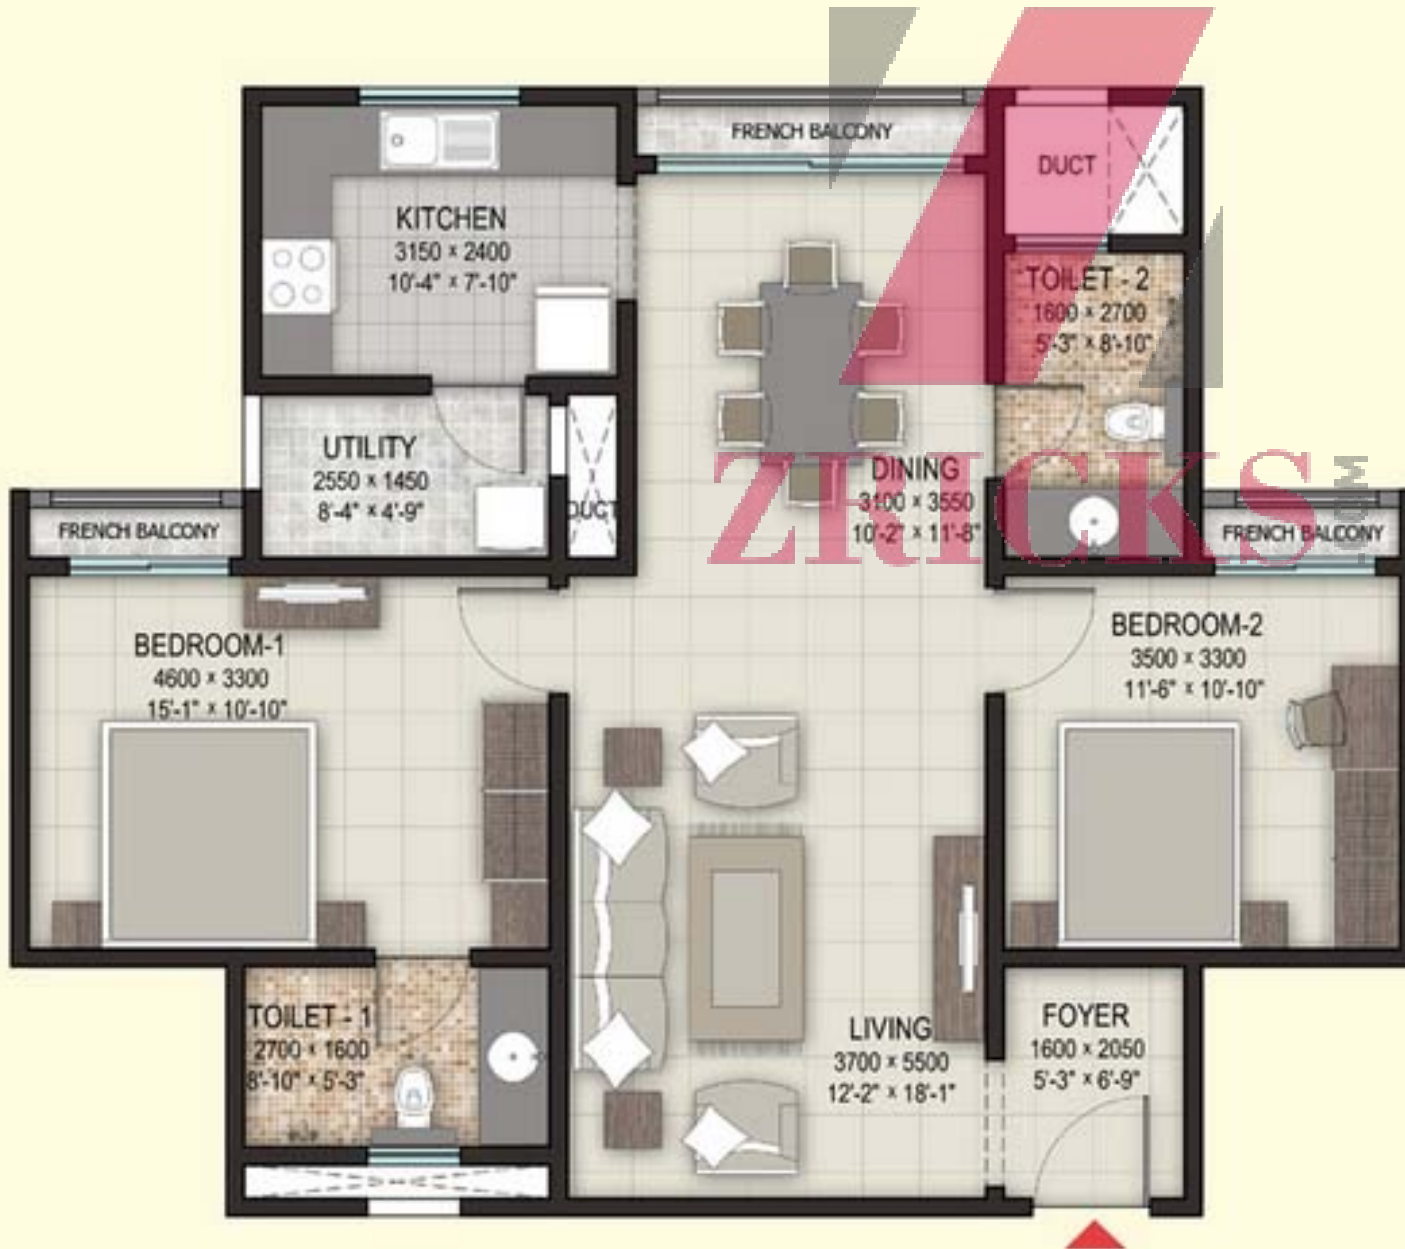 FRENCH BALCONY
DUCT
KITCHEN
3150 x 2400
10'-4" x 7'-10"
TOILET - 2
1600 x 2700
5'-3" x 8'-10"
UTILITY
2550 x 1450
8'-4" x 4'-9"
DUCT
DINING
3100 x 3550
10'-2" x 11'-8"
ZRICKS
.COM
FRENCH BALCONY
FRENCH BALCONY
BEDROOM-1
4600 x 3300
15'-1" x 10'-10"
BEDROOM-2
3500 x 3300
11'-6" x 10'-10"
TOILET - 1
2700 x 1600
8'-10" x 5'-3"
LIVING
3700 x 5500
12'-2" x 18'-1"
FOYER
1600 x 2050
5'-3" x 6'-9"